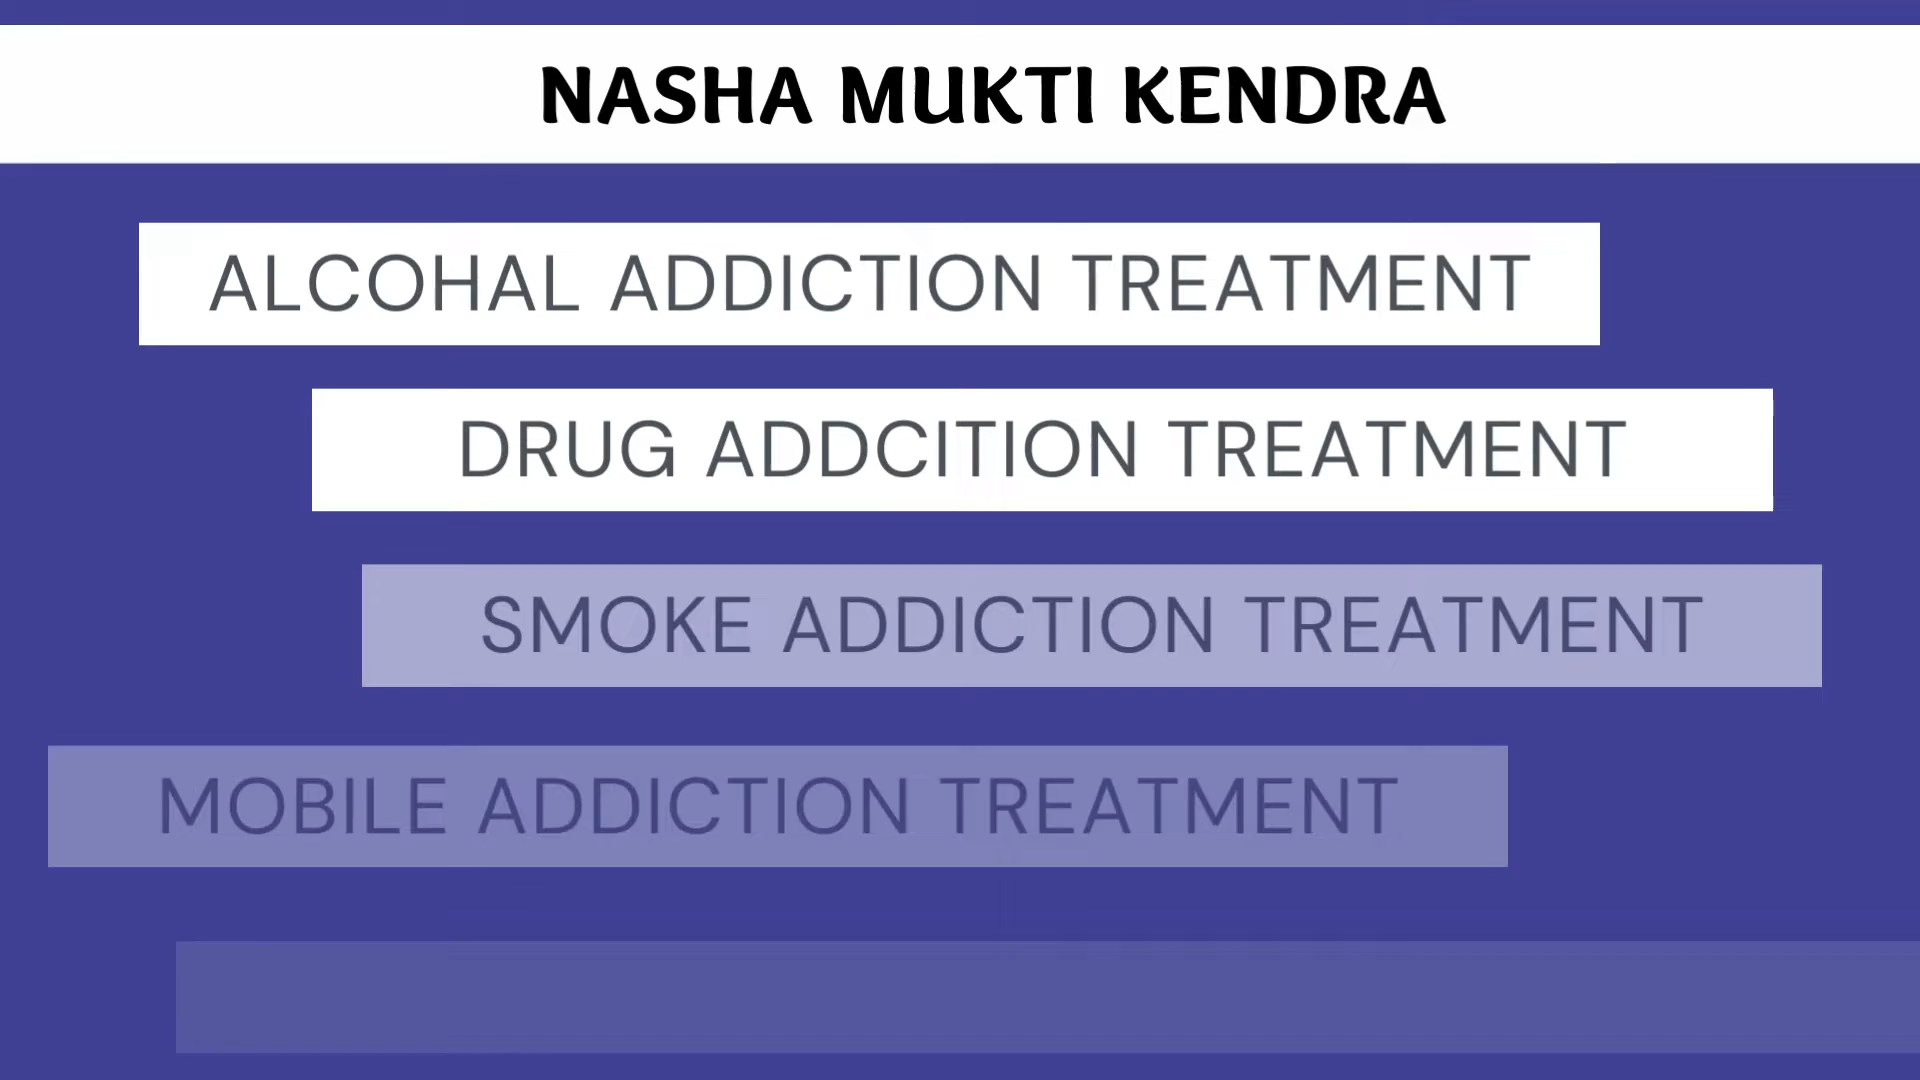 NASHA MUKTI KENDRA
ALCOHAL ADDICTION TREATMENT
DRUG ADDCITION TREATMENT
SMOKE ADDICTION TREATMENT
MOBILE ADDICTION TREATMENT